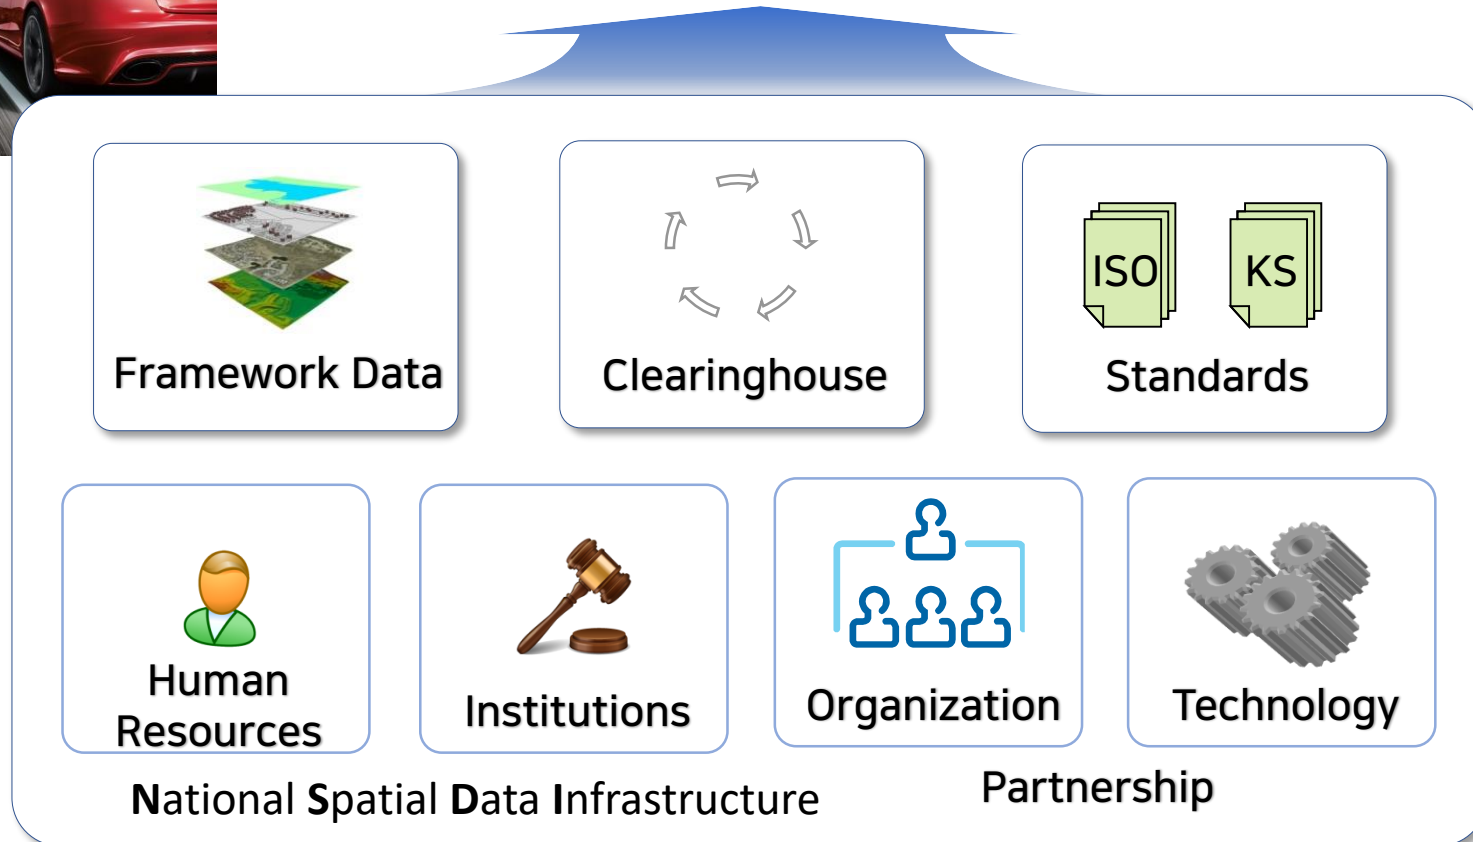 Framework Data
Clearinghouse
ISO
KS
Standards
Human
Resources
Institutions
Organization
Technology
National Spatial Data Infrastructure
Partnership